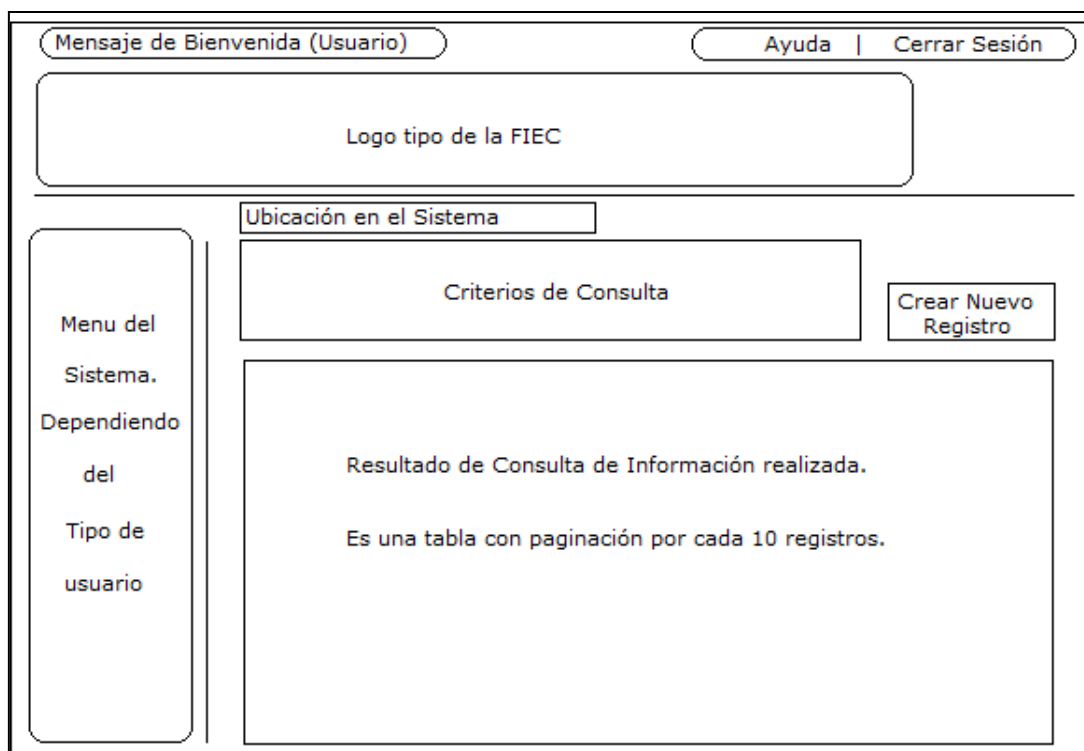 Mensaje de Bienvenida (Usuario)
Ayuda | Cerrar Sesión
Logo tipo de la FIEC
Ubicación en el Sistema
Criterios de Consulta
Crear Nuevo
Registro
Menu del
Sistema.
Dependiendo
del
Tipo de
usuario
Resultado de Consulta de Información realizada.
Es una tabla con paginación por cada 10 registros.